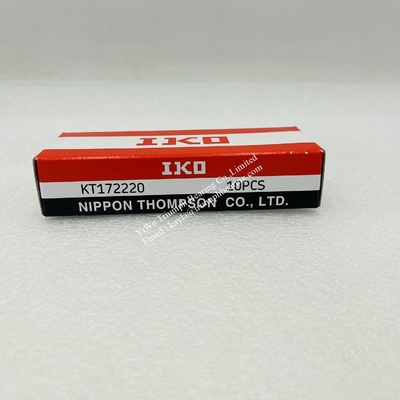 IKO
IKO
KT172220 10PCS
NIPPON THOMPSON CO., LTD.